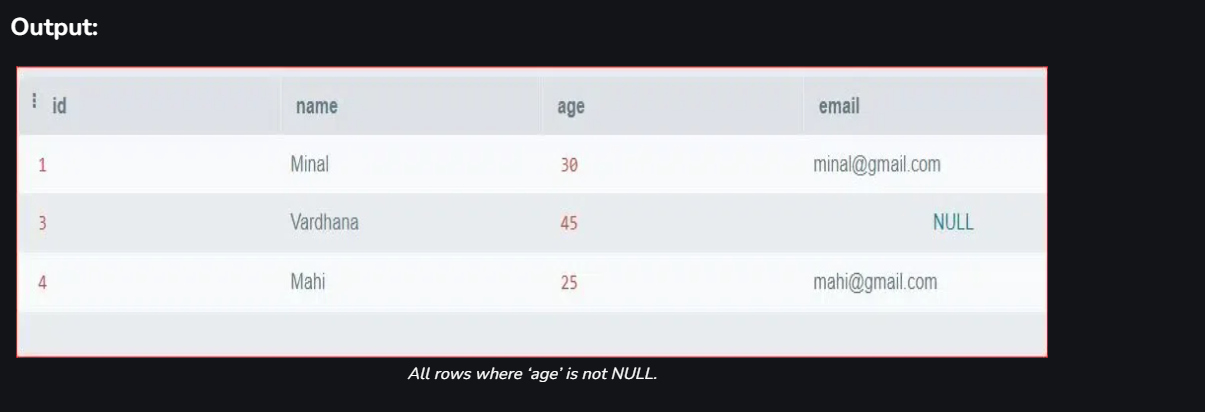 Output:
id name age email
1 Minal 30 minal@gmail.com
3 Vardhana 45 NULL
4 Mahi 25 mahi@gmail.com
All rows where ‘age’ is not NULL.